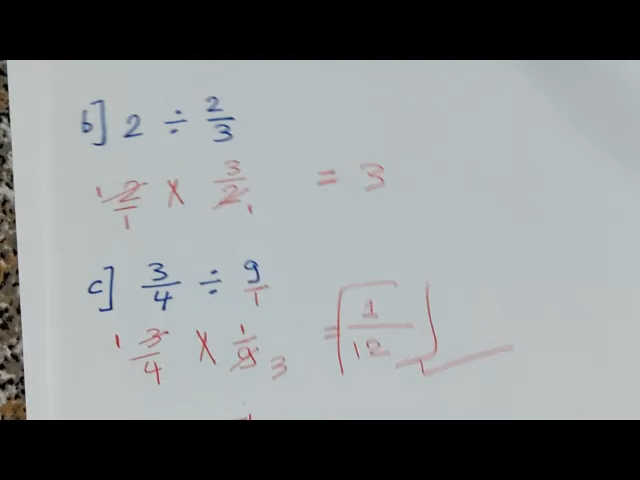 b] 2 ÷ 2/3
1 2/1 X 3/2 1 = 3
c] 3/4 ÷ 9/1
1 3/4 X 1/9 3 = 1/12